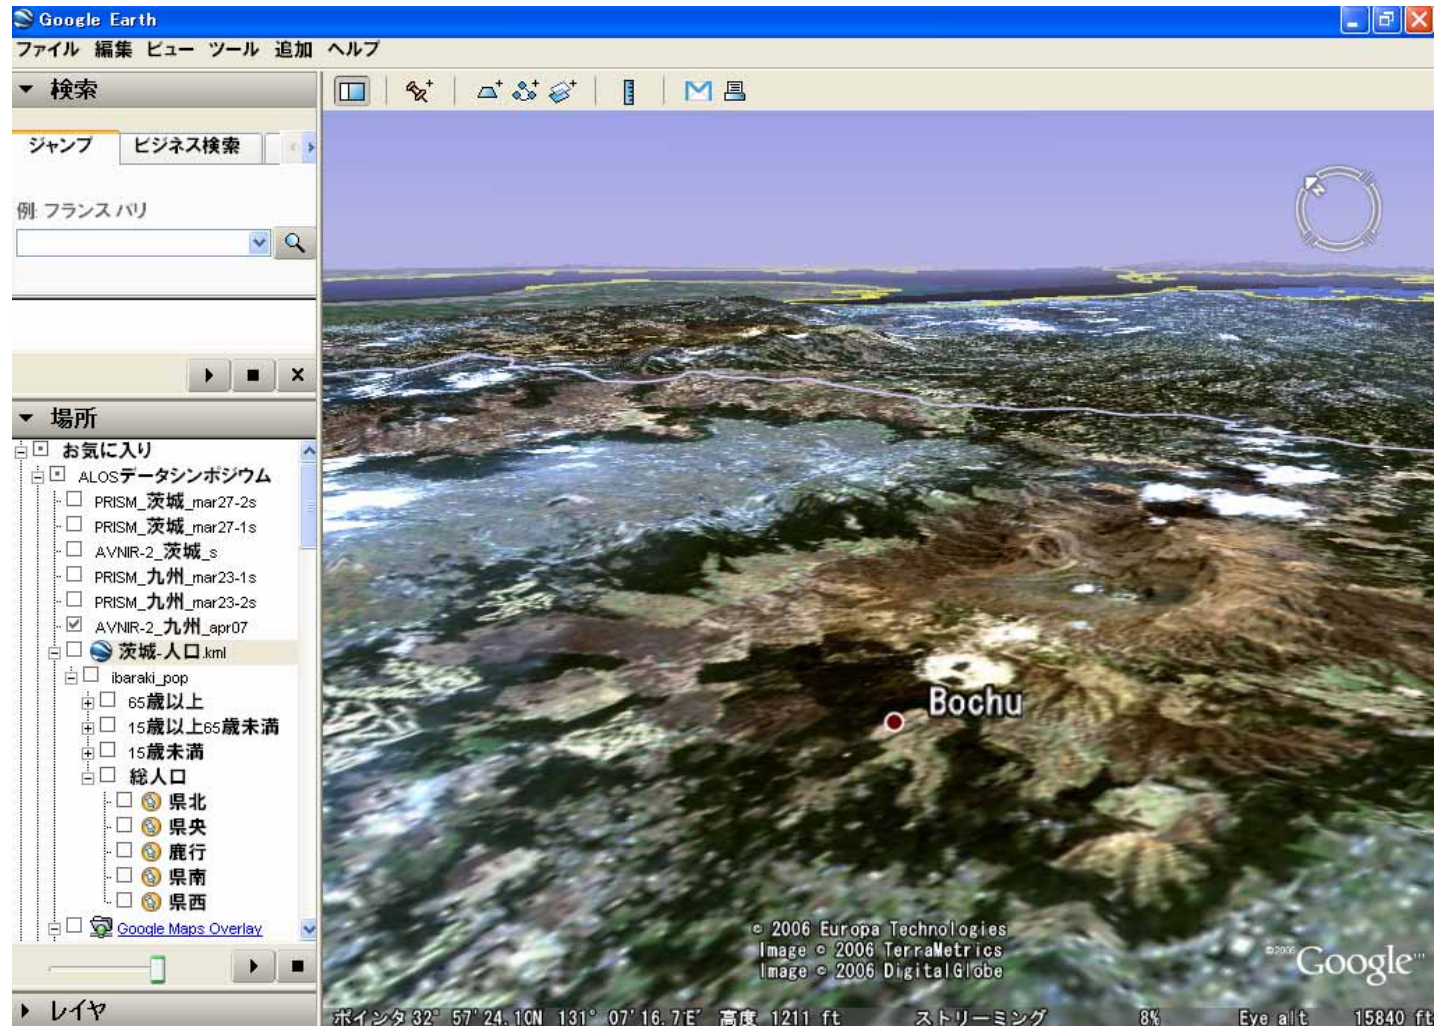 Google Earth
ファイル 編集 ビュー ツール 追加 ヘルプ
検索
ジャンプ ビジネス検索
例: フランス パリ
場所
お気に入り
ALOSデータシンポジウム
PRISM_茨城_mar27-2s
PRISM_茨城_mar27-1s
AVNIR-2_茨城_s
PRISM_九州_mar23-1s
PRISM_九州_mar23-2s
AVNIR-2_九州_apr07
茨城-人口.kml
ibaraki_pop
65歳以上
15歳以上65歳未満
15歳未満
総人口
県北
県央
鹿行
県南
県西
Google Maps Overlay
レイヤ
N
Bochu
© 2006 Europa Technologies
Image © 2006 TerraMetrics
Image © 2006 DigitalGlobe
©2006 Google™
ポインタ 32° 57'24.10N 131° 07'16.7"E 高度 1211 ft ストリーミング 8% Eye alt 15840 ft